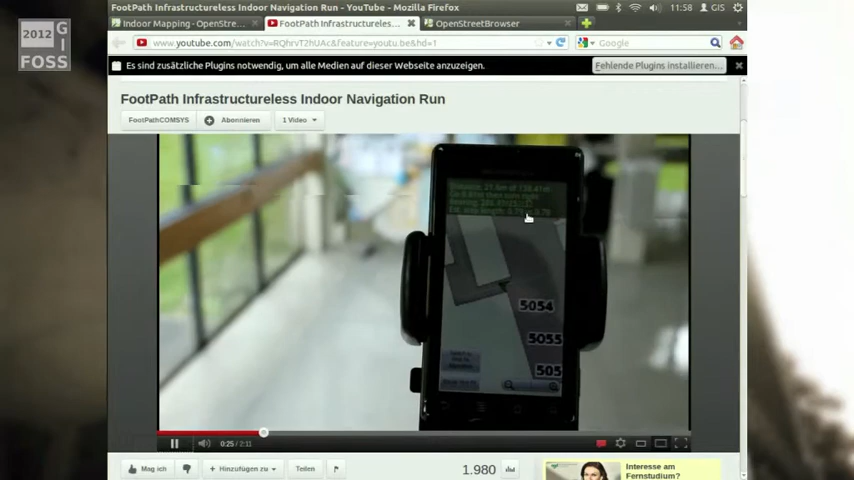 2012
GI
FOSS
FootPath Infrastructureless Indoor Navigation Run - YouTube - Mozilla Firefox
11:58
GIS
Indoor Mapping - OpenStre...
FootPath Infrastructureless...
OpenStreetBrowser
www.youtube.com/watch?v=RQhrvT2hUAc&feature=youtu.be&hd=1
Google
Es sind zusätzliche Plugins notwendig, um alle Medien auf dieser Webseite anzuzeigen.
Fehlende Plugins installieren...
FootPath Infrastructureless Indoor Navigation Run
FootPathCOMSYS
Abonnieren
1 Video
5054
5055
505
0:25 / 2:11
Mag ich
Hinzufügen zu
Teilen
1.980
Interesse am
Fernstudium?